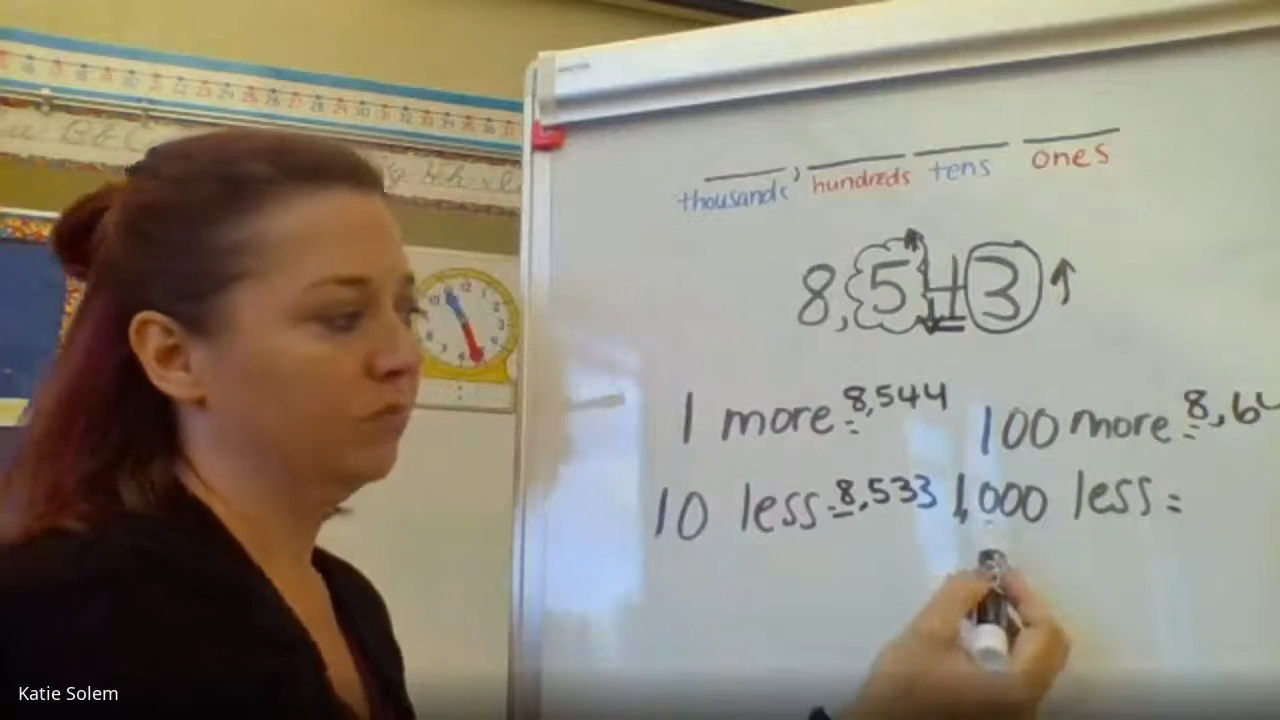 thousands, hundreds tens ones
8,543
1 more = 8,544 100 more = 8,64
10 less = 8,533 1,000 less =
Katie Solem